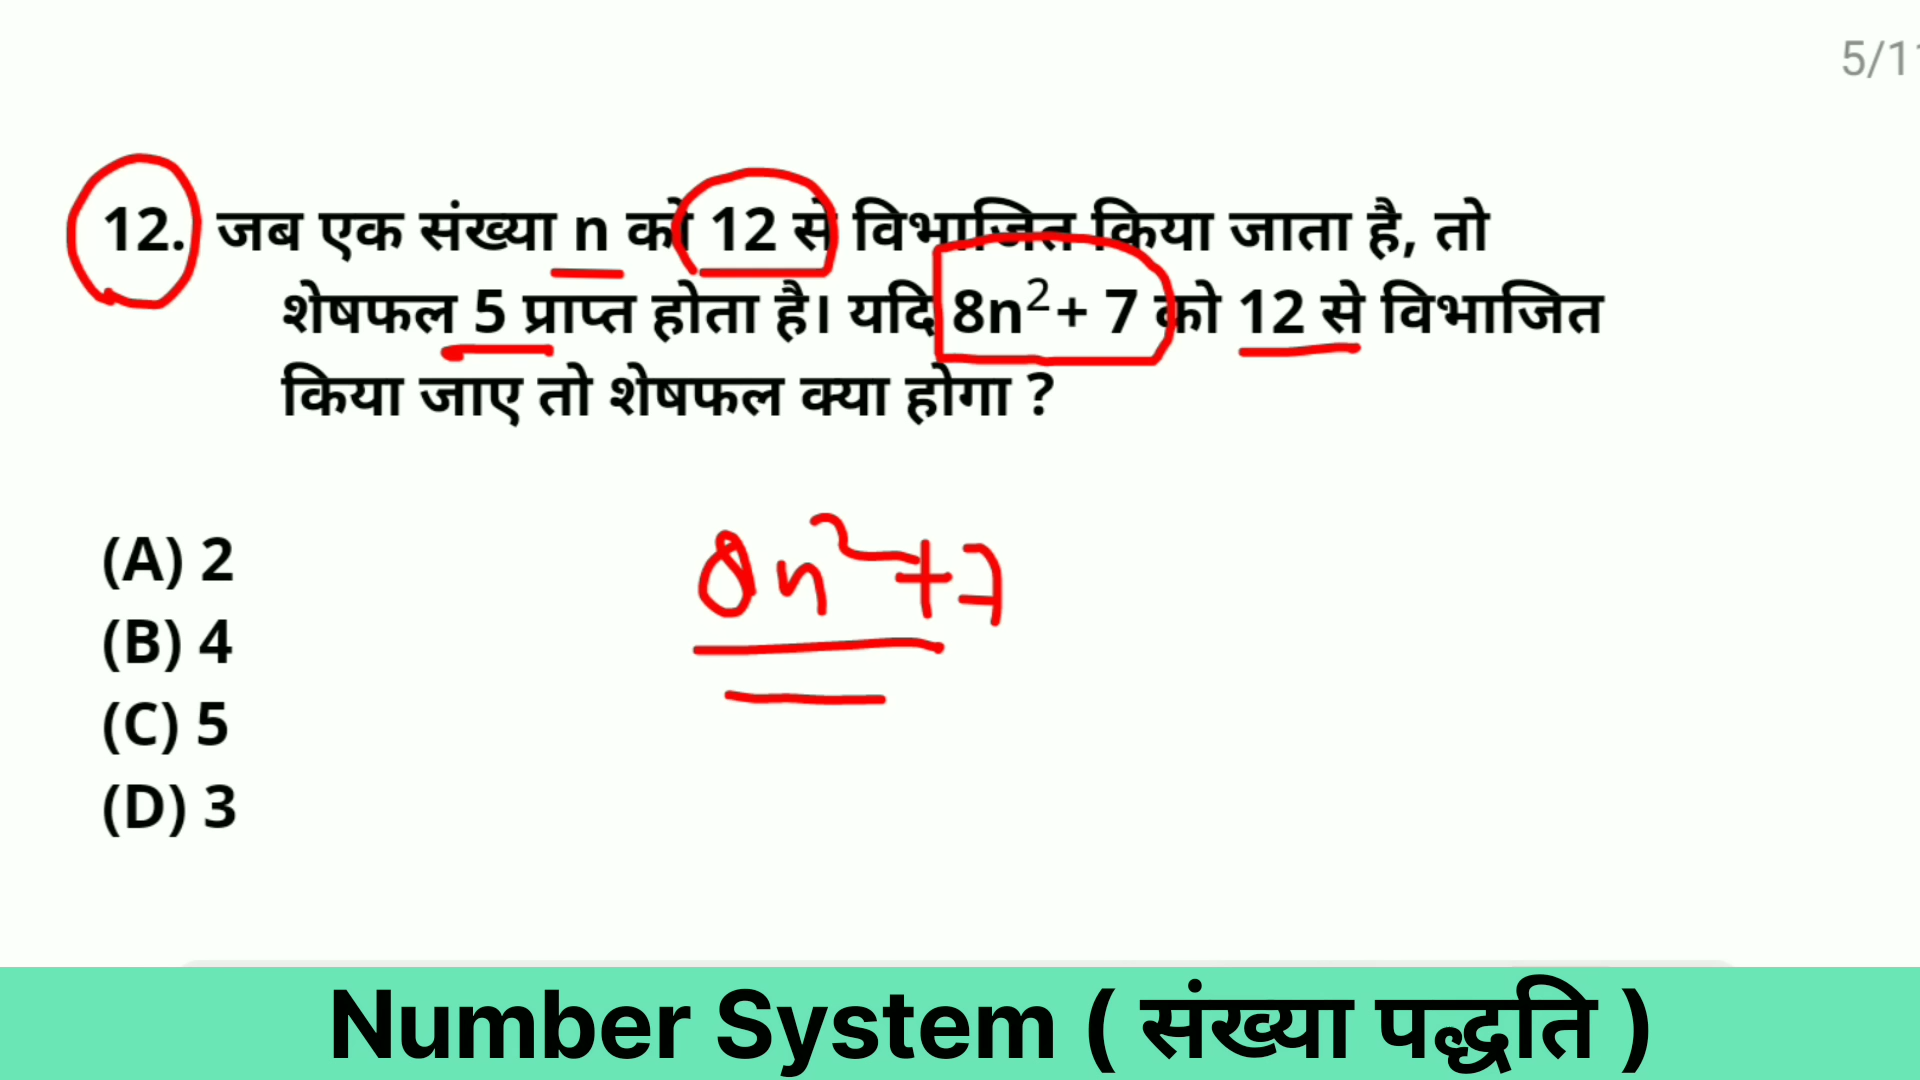 5/11
12. जब एक संख्या n को 12 से विभाजित किया जाता है, तो
शेषफल 5 प्राप्त होता है। यदि 8n²+ 7 को 12 से विभाजित
किया जाए तो शेषफल क्या होगा ?
(A) 2
(B) 4
(C) 5
(D) 3
8n²+7
Number System ( संख्या पद्धति )